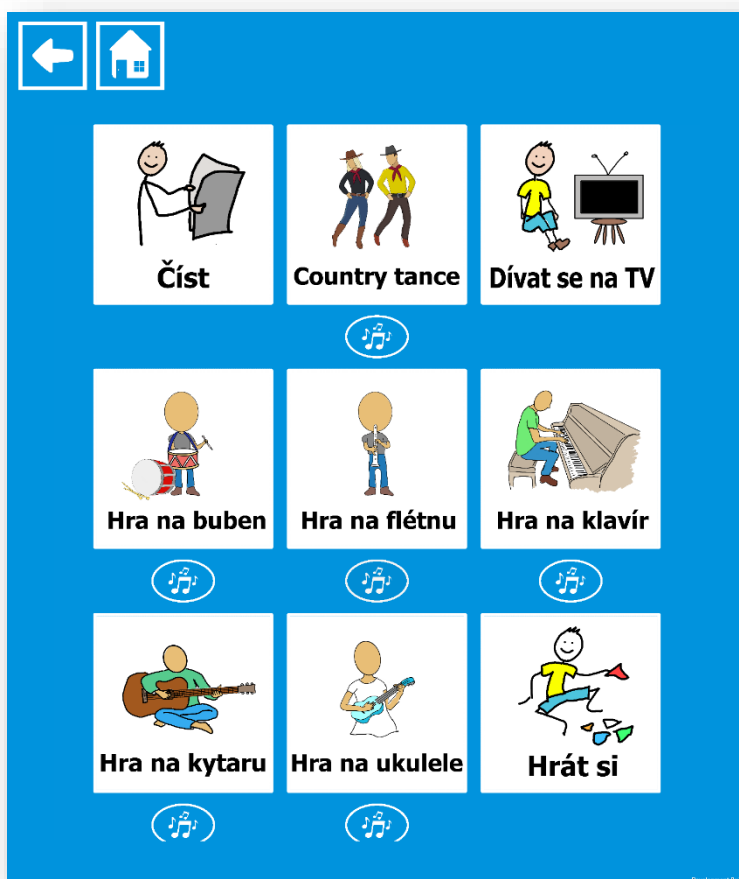 Číst
Country tance
Dívat se na TV
Hra na buben
Hra na flétnu
Hra na klavír
Hra na kytaru
Hra na ukulele
Hrát si